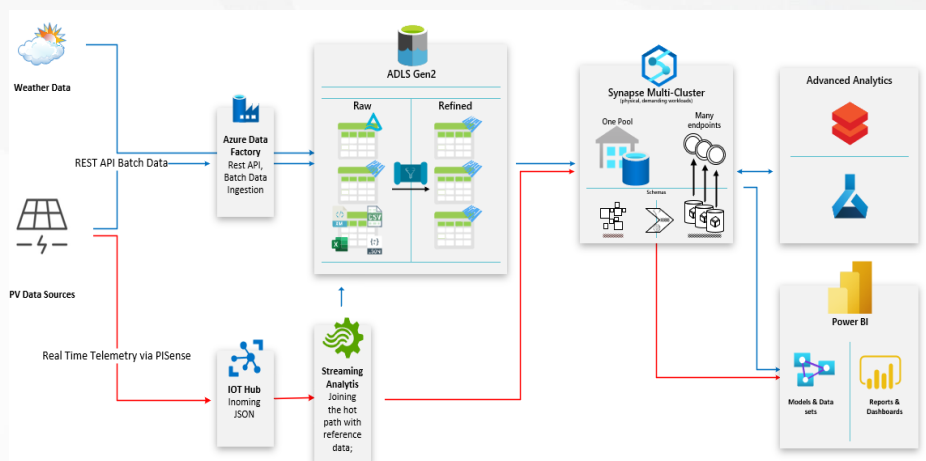 Weather Data
REST API Batch Data
PV Data Sources
Real Time Telemetry via PISense
Azure Data
Factory
Rest API,
Batch Data
Ingestion
IOT Hub
Inoming
JSON
ADLS Gen2
Raw
Refined
CSV
JSON
Streaming
Analytis
Joining
the hot
path with
reference
data;
Synapse Multi-Cluster
(physical, demanding workloads)
One Pool
Many
endpoints
Schemas
Advanced Analytics
Power BI
Models & Data
sets
Reports &
Dashboards